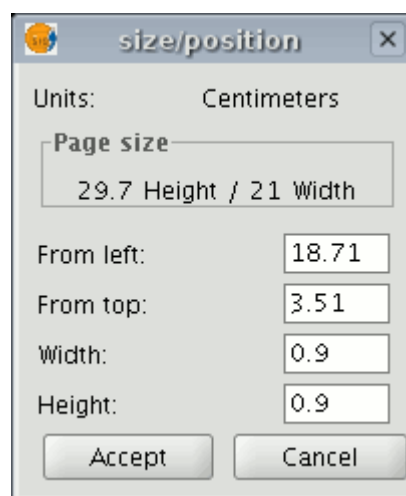 size/position
Units: Centimeters
Page size
29.7 Height / 21 Width
From left: 18.71
From top: 3.51
Width: 0.9
Height: 0.9
Accept Cancel